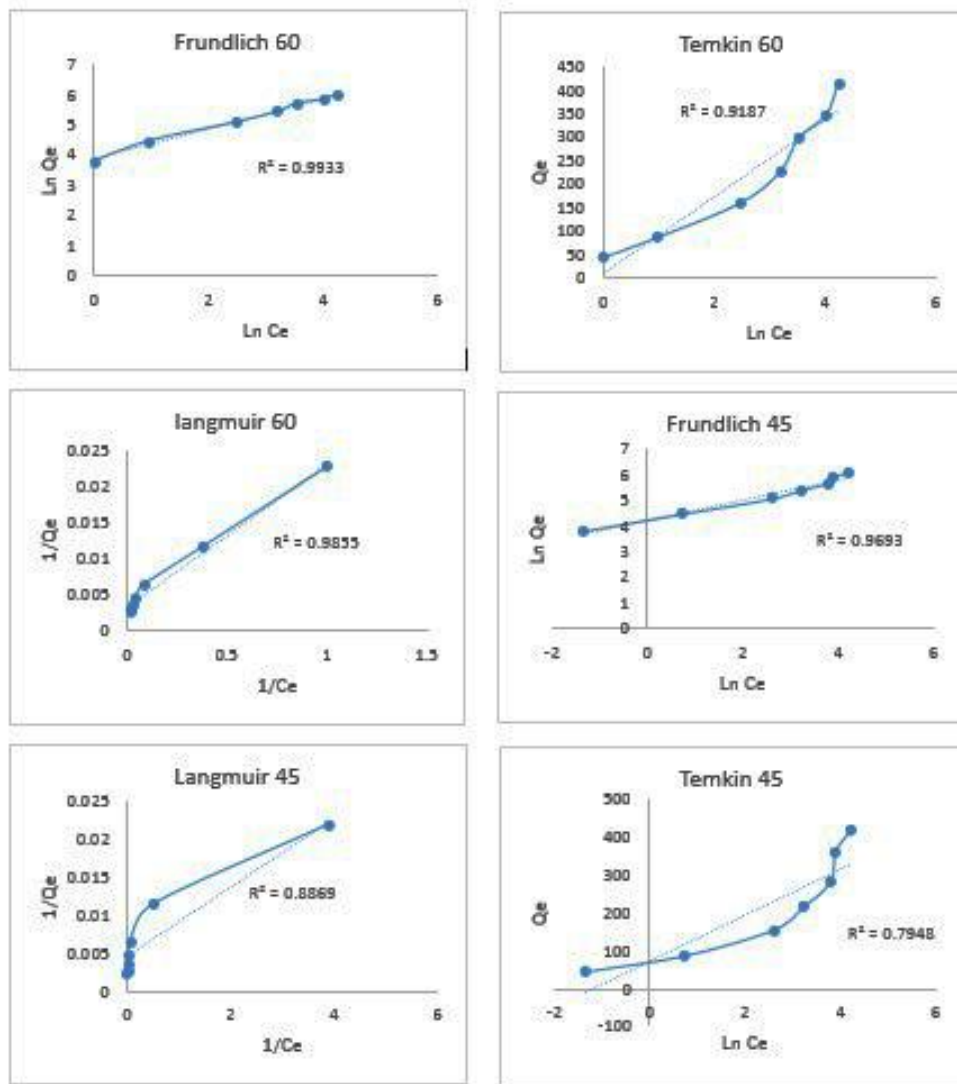 Frundlich 60
7
6
5
4
3
2
1
0
Ln Qe
R² = 0.9933
0 2 4 6
Ln Ce
Temkin 60
450
400
350
300
250
200
150
100
50
0
Qe
R² = 0.9187
0 2 4 6
Ln Ce
langmuir 60
0.025
0.02
0.015
0.01
0.005
0
1/Qe
R² = 0.9855
0 0.5 1 1.5
1/Ce
Frundlich 45
7
6
5
4
3
2
1
0
Ln Qe
R² = 0.9693
-2 0 2 4 6
Ln Ce
Langmuir 45
0.025
0.02
0.015
0.01
0.005
0
1/Qe
R² = 0.8869
0 2 4 6
1/Ce
Temkin 45
500
400
300
200
100
0
-100
Qe
R² = 0.7948
-2 0 2 4 6
Ln Ce